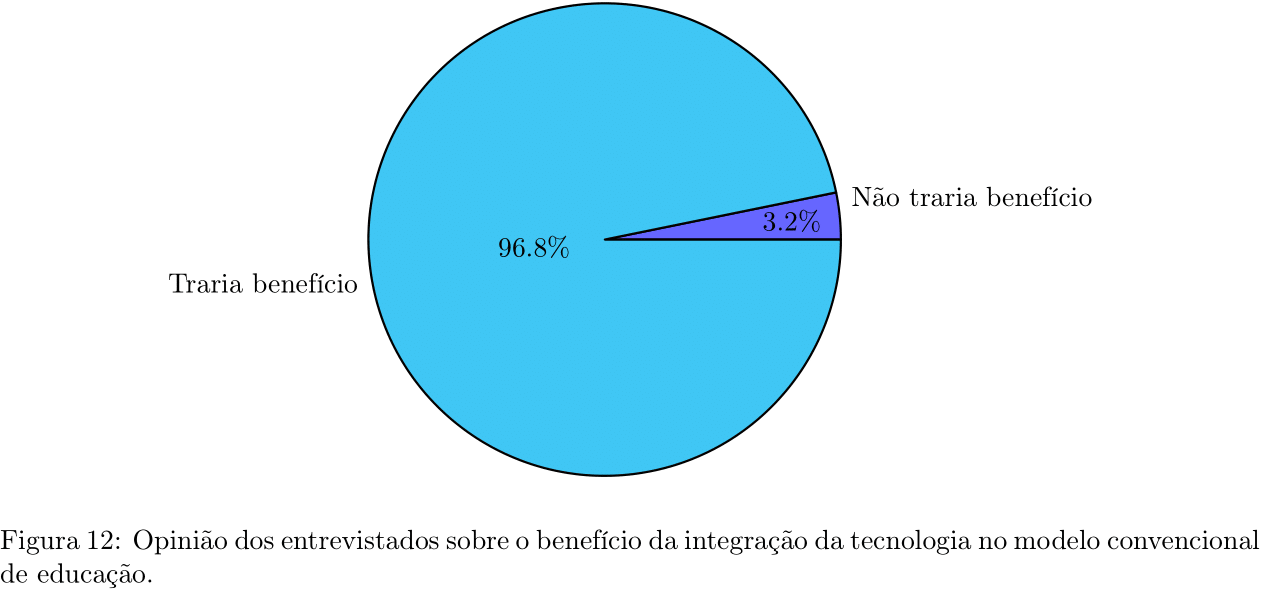 Não traria benefício
3.2%
96.8%
Traria benefício
Figura 12: Opinião dos entrevistados sobre o benefício da integração da tecnologia no modelo convencional
de educação.